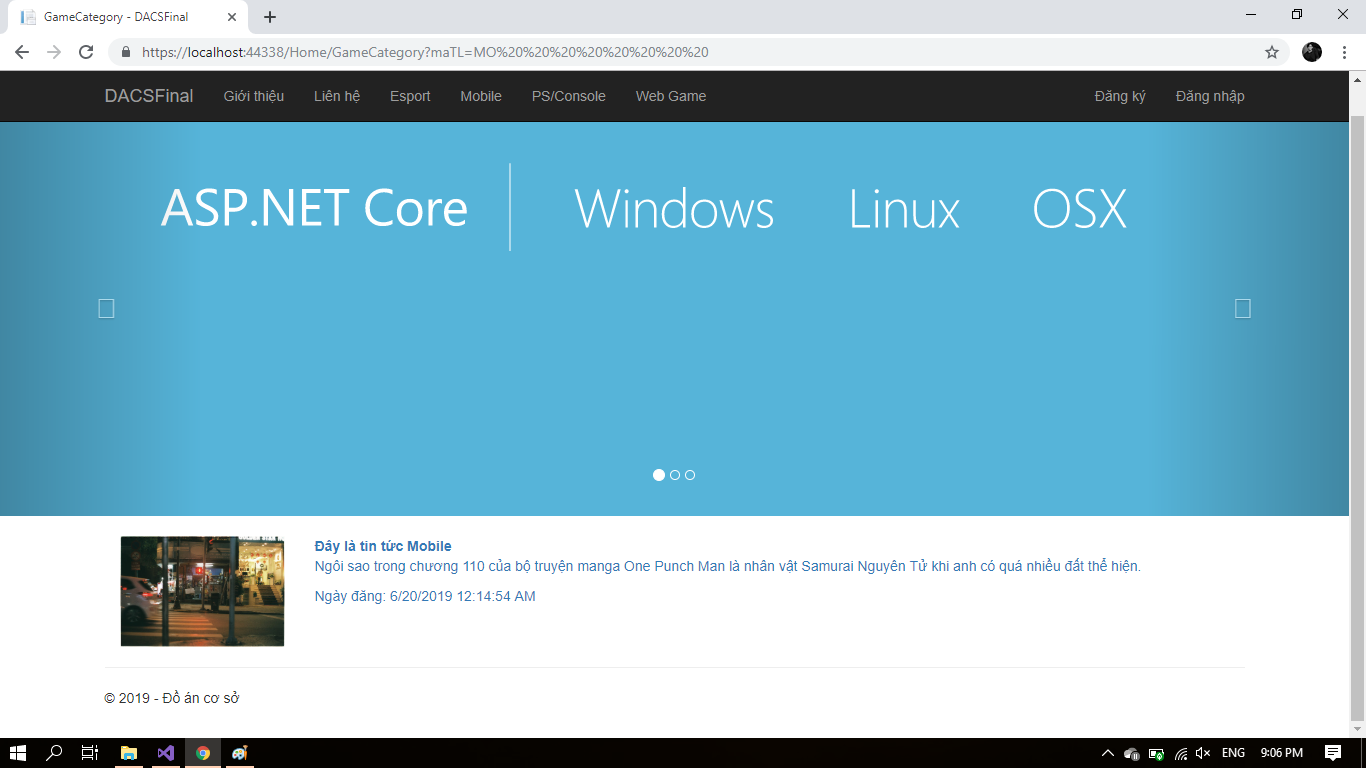 GameCategory - DACSFinal
https://localhost:44338/Home/GameCategory?maTL=MO%20%20%20%20%20%20%20%20
DACSFinal Giới thiệu Liên hệ Esport Mobile PS/Console Web Game Đăng ký Đăng nhập
ASP.NET Core Windows Linux OSX
Đây là tin tức Mobile
Ngôi sao trong chương 110 của bộ truyện manga One Punch Man là nhân vật Samurai Nguyên Tử khi anh có quá nhiều đất thể hiện.
Ngày đăng: 6/20/2019 12:14:54 AM
© 2019 - Đồ án cơ sở
ENG 9:06 PM